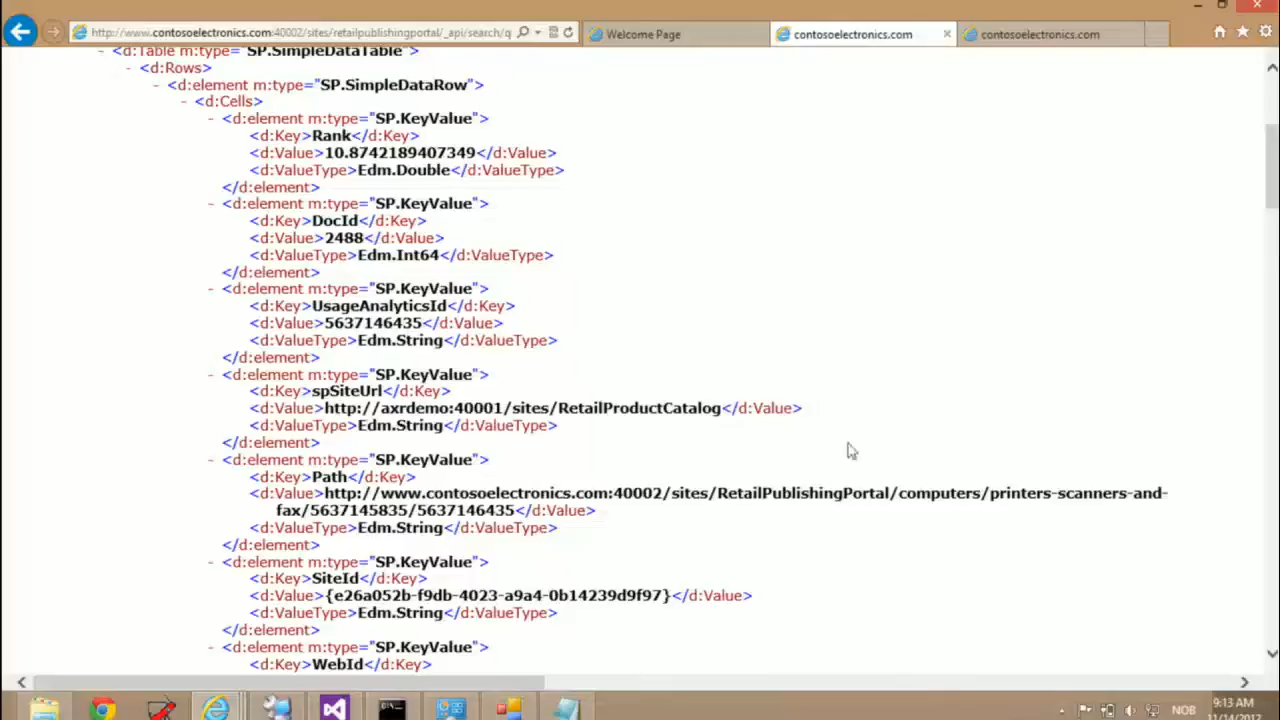 http://www.contosoelectronics.com:40002/sites/retailpublishingportal/_api/search/q
Welcome Page
contosoelectronics.com
contosoelectronics.com
- <d:Table m:type="SP.SimpleDataTable">
- <d:Rows>
- <d:element m:type="SP.SimpleDataRow">
- <d:Cells>
- <d:element m:type="SP.KeyValue">
<d:Key>Rank</d:Key>
<d:Value>10.8742189407349</d:Value>
<d:ValueType>Edm.Double</d:ValueType>
</d:element>
- <d:element m:type="SP.KeyValue">
<d:Key>DocId</d:Key>
<d:Value>2488</d:Value>
<d:ValueType>Edm.Int64</d:ValueType>
</d:element>
- <d:element m:type="SP.KeyValue">
<d:Key>UsageAnalyticsId</d:Key>
<d:Value>5637146435</d:Value>
<d:ValueType>Edm.String</d:ValueType>
</d:element>
- <d:element m:type="SP.KeyValue">
<d:Key>spSiteUrl</d:Key>
<d:Value>http://axrdemo:40001/sites/RetailProductCatalog</d:Value>
<d:ValueType>Edm.String</d:ValueType>
</d:element>
- <d:element m:type="SP.KeyValue">
<d:Key>Path</d:Key>
<d:Value>http://www.contosoelectronics.com:40002/sites/RetailPublishingPortal/computers/printers-scanners-and-
fax/5637145835/5637146435</d:Value>
<d:ValueType>Edm.String</d:ValueType>
</d:element>
- <d:element m:type="SP.KeyValue">
<d:Key>SiteId</d:Key>
<d:Value>{e26a052b-f9db-4023-a9a4-0b14239d9f97}</d:Value>
<d:ValueType>Edm.String</d:ValueType>
</d:element>
- <d:element m:type="SP.KeyValue">
<d:Key>WebId</d:Key>
NOB
9:13 AM